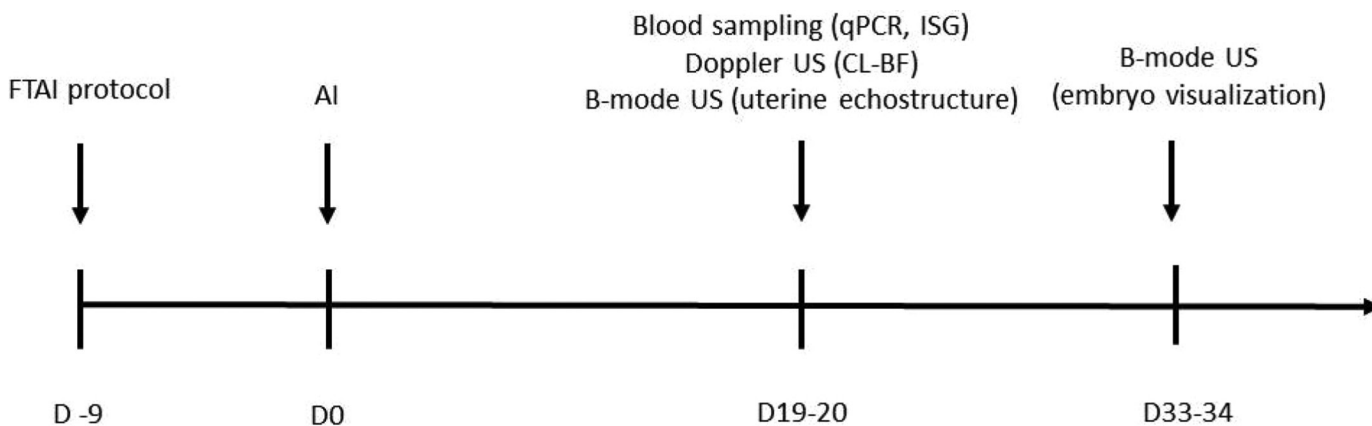 FTAI protocol
AI
Blood sampling (qPCR, ISG)
Doppler US (CL-BF)
B-mode US (uterine echostructure)
B-mode US
(embryo visualization)
D -9
D0
D19-20
D33-34